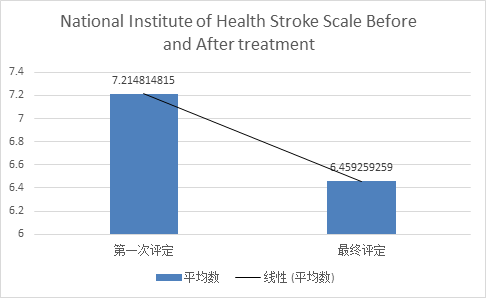 National Institute of Health Stroke Scale Before
and After treatment
7.4
7.2
7
6.8
6.6
6.4
6.2
6
7.214814815
6.459259259
第一次评定
最终评定
平均数
线性 (平均数)